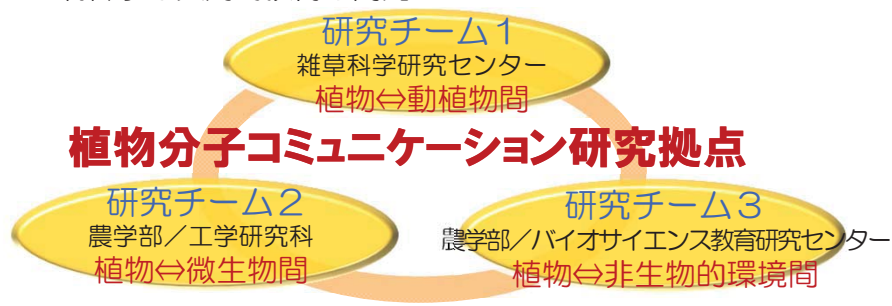 研究チーム1
雑草科学研究センター
植物⇔動植物間
植物分子コミュニケーション研究拠点
研究チーム2
農学部／工学研究科
植物⇔微生物間
研究チーム3
農学部／バイオサイエンス教育研究センター
植物⇔非生物的環境間